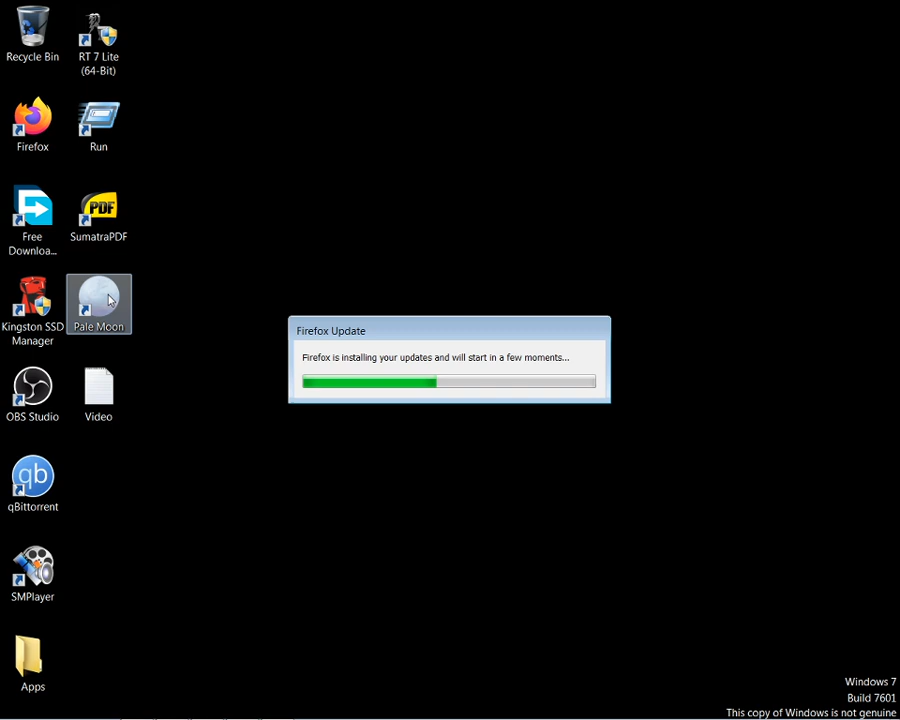 Recycle Bin
RT 7 Lite
(64-Bit)
Firefox
Run
Free
Downloa...
PDF
SumatraPDF
Kingston SSD
Manager
Pale Moon
OBS Studio
Video
qb
qBittorrent
SMPlayer
Apps
Firefox Update
Firefox is installing your updates and will start in a few moments...
Windows 7
Build 7601
This copy of Windows is not genuine